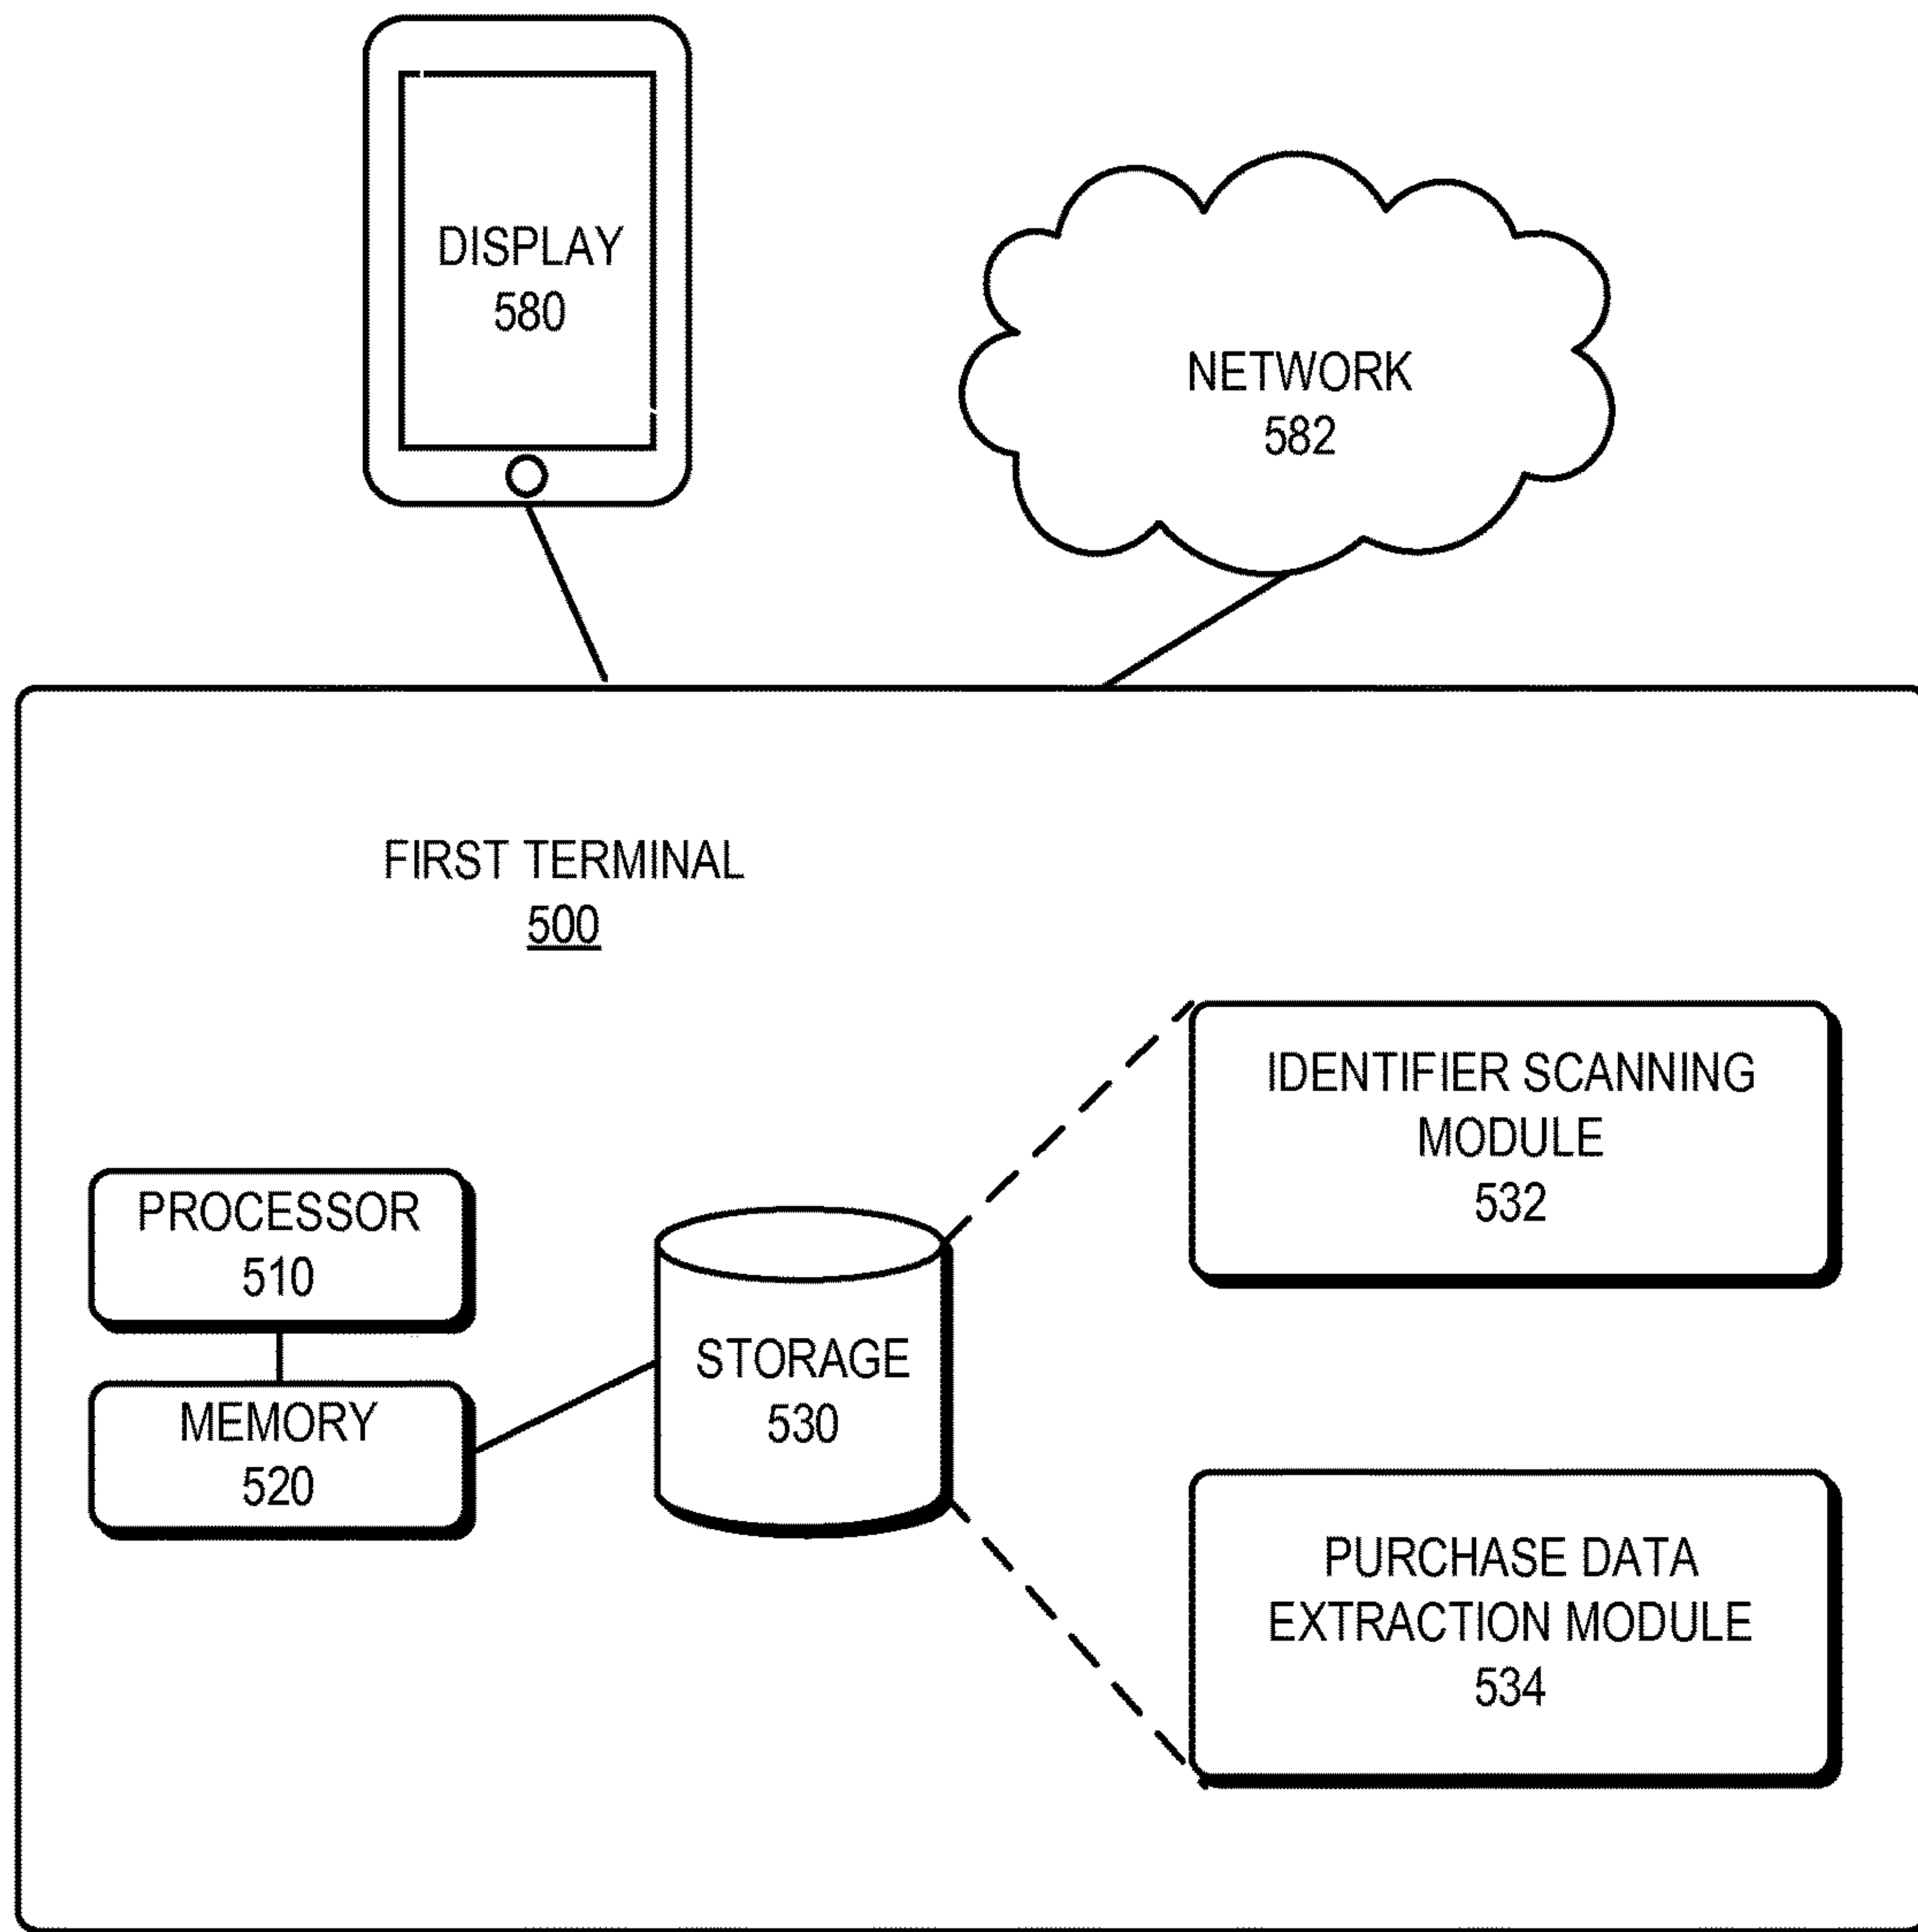 DISPLAY
580
NETWORK
582
FIRST TERMINAL
500
IDENTIFIER SCANNING
MODULE
532
PROCESSOR
510
MEMORY
520
STORAGE
530
PURCHASE DATA
EXTRACTION MODULE
534